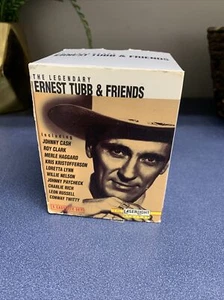 THE LEGENDARY
ERNEST TUBB & FRIENDS
featuring
JOHNNY CASH
ROY CLARK
MERLE HAGGARD
KRIS KRISTOFFERSON
LORETTA LYNN
WILLIE NELSON
JOHNNY PAYCHECK
CHARLIE RICH
LEON RUSSELL
CONWAY TWITTY
LASERLIGHT